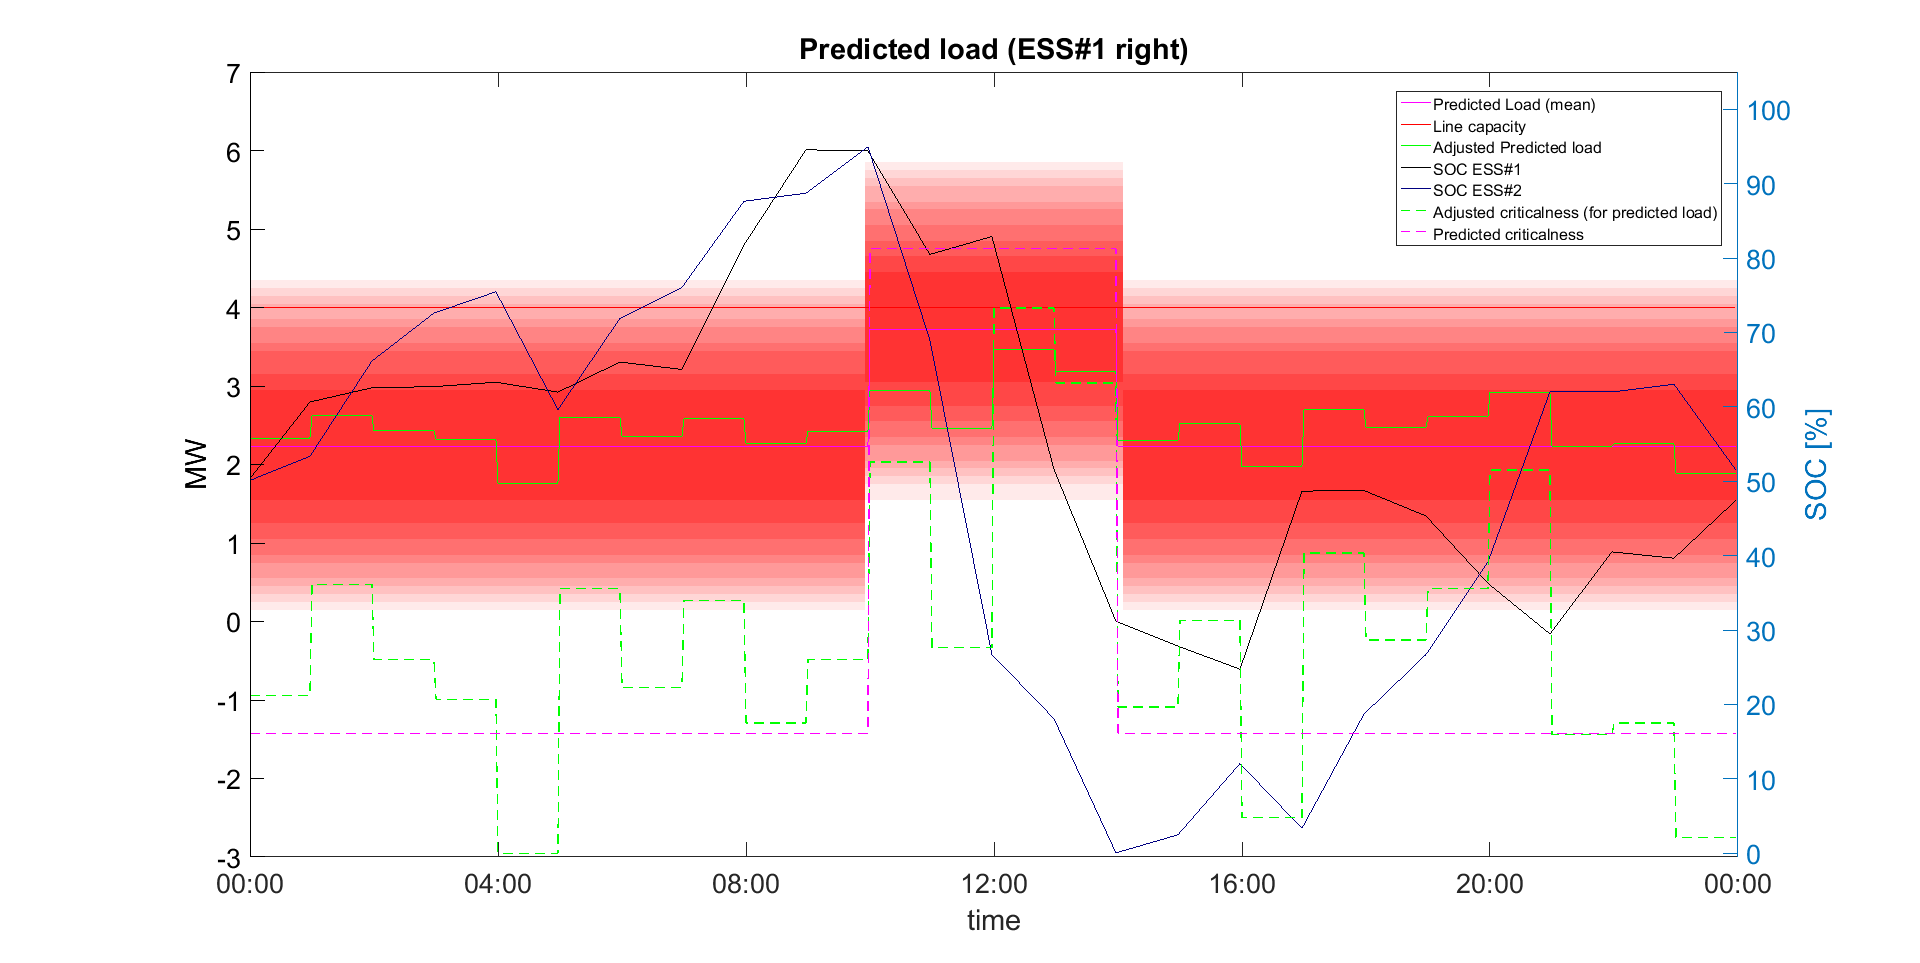 Predicted load (ESS#1 right)
7
6
5
4
3
2
1
0
-1
-2
-3
MW
Predicted Load (mean)
Line capacity
Adjusted Predicted load
SOC ESS#1
SOC ESS#2
Adjusted criticalness (for predicted load)
Predicted criticalness
100
90
80
70
60
50
40
30
20
10
0
SOC [%]
00:00 04:00 08:00 12:00 16:00 20:00 00:00
time